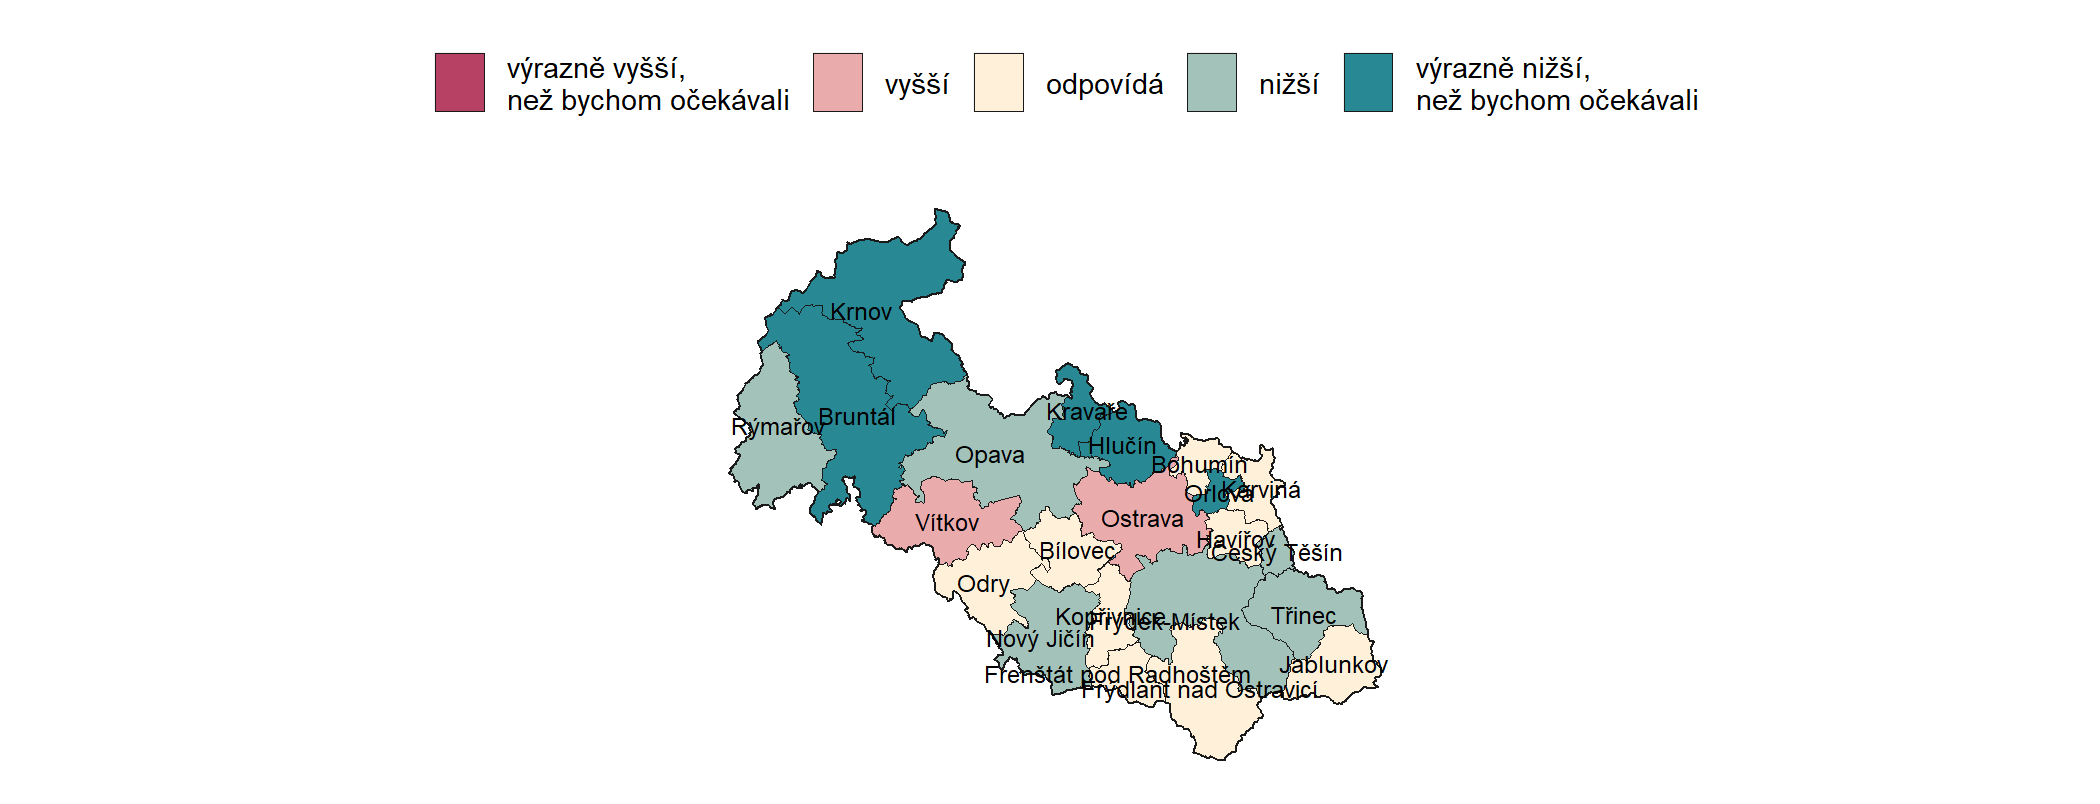 výrazně vyšší,
než bychom očekávali
vyšší
odpovídá
nižší
výrazně nižší,
než bychom očekávali
Krnov
Kravaře
Bruntál
Rýmařov
Hlučín
Opava
Bohumín
Karviná
Orlová
Ostrava
Vítkov
Havířov
Bílovec
Český Těšín
Odry
Kopřivnice
Třinec
Frýdek-Místek
Nový Jičín
Jablunkov
Frenštát pod Radhoštěm
Frýdlant nad Ostravicí